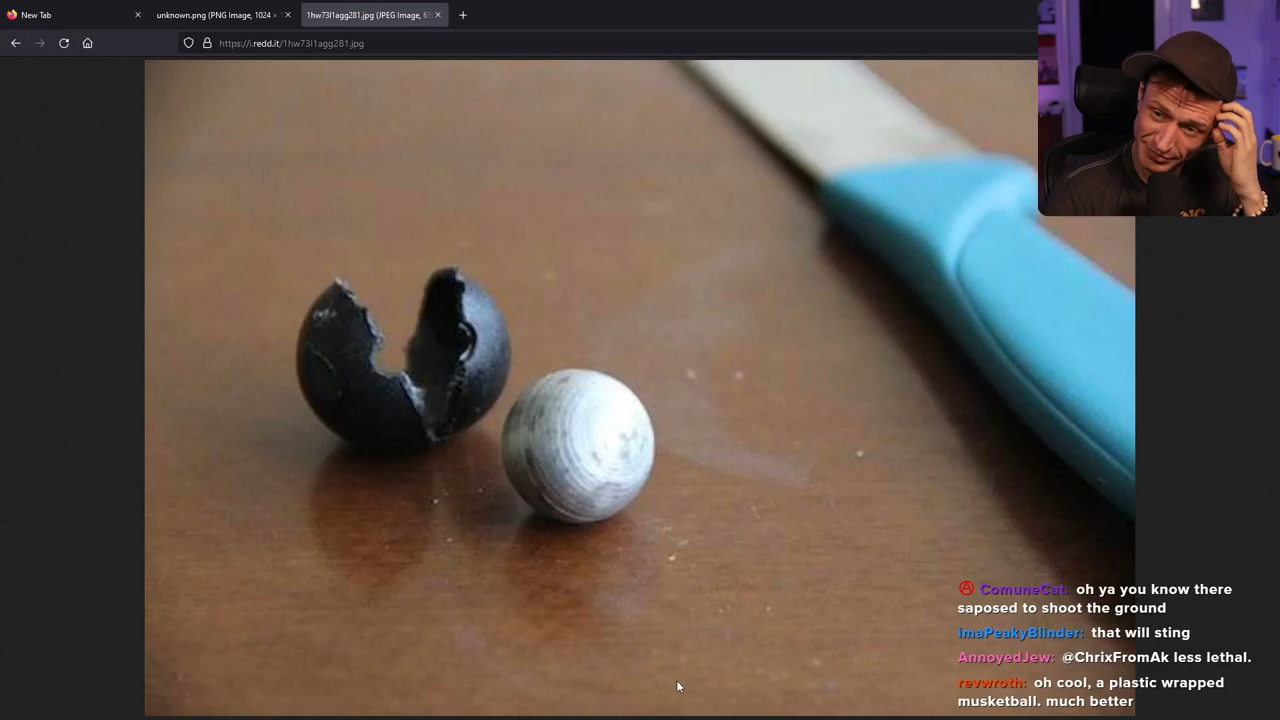 New Tab
unknown.png (PNG Image, 1024 ×
1hw73l1agg281.jpg (JPEG Image, 61
https://i.redd.it/1hw73l1agg281.jpg
ComuneCat: oh ya you know there
saposed to shoot the ground
imaPeakyBlinder: that will sting
AnnoyedJew: @ChrixFromAk less lethal.
revwroth: oh cool, a plastic wrapped
musketball. much better